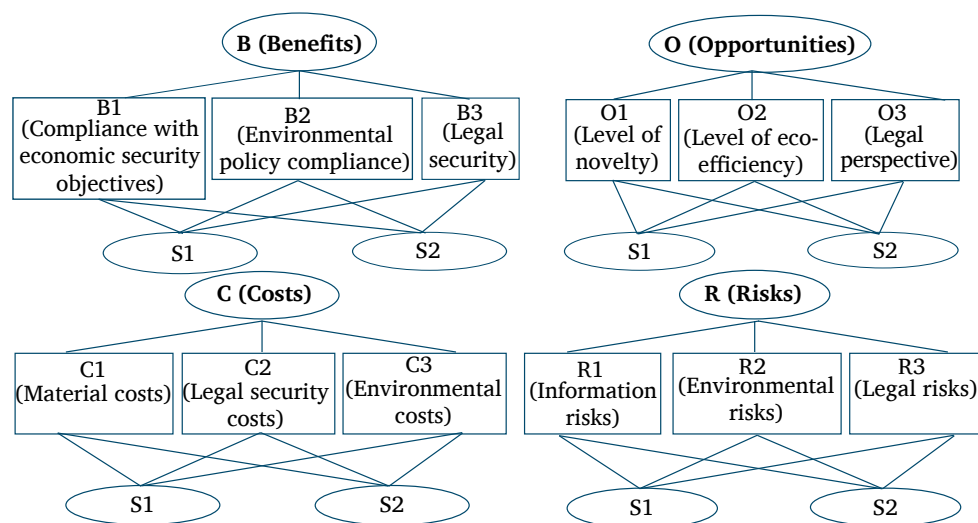 B (Benefits)
B1
(Compliance with
economic security
objectives)
B2
(Environmental
policy compliance)
B3
(Legal
security)
S1
S2
O (Opportunities)
O1
(Level of
novelty)
O2
(Level of eco-
efficiency)
O3
(Legal
perspective)
S1
S2
C (Costs)
C1
(Material costs)
C2
(Legal security
costs)
C3
(Environmental
costs)
S1
S2
R (Risks)
R1
(Information
risks)
R2
(Environmental
risks)
R3
(Legal risks)
S1
S2